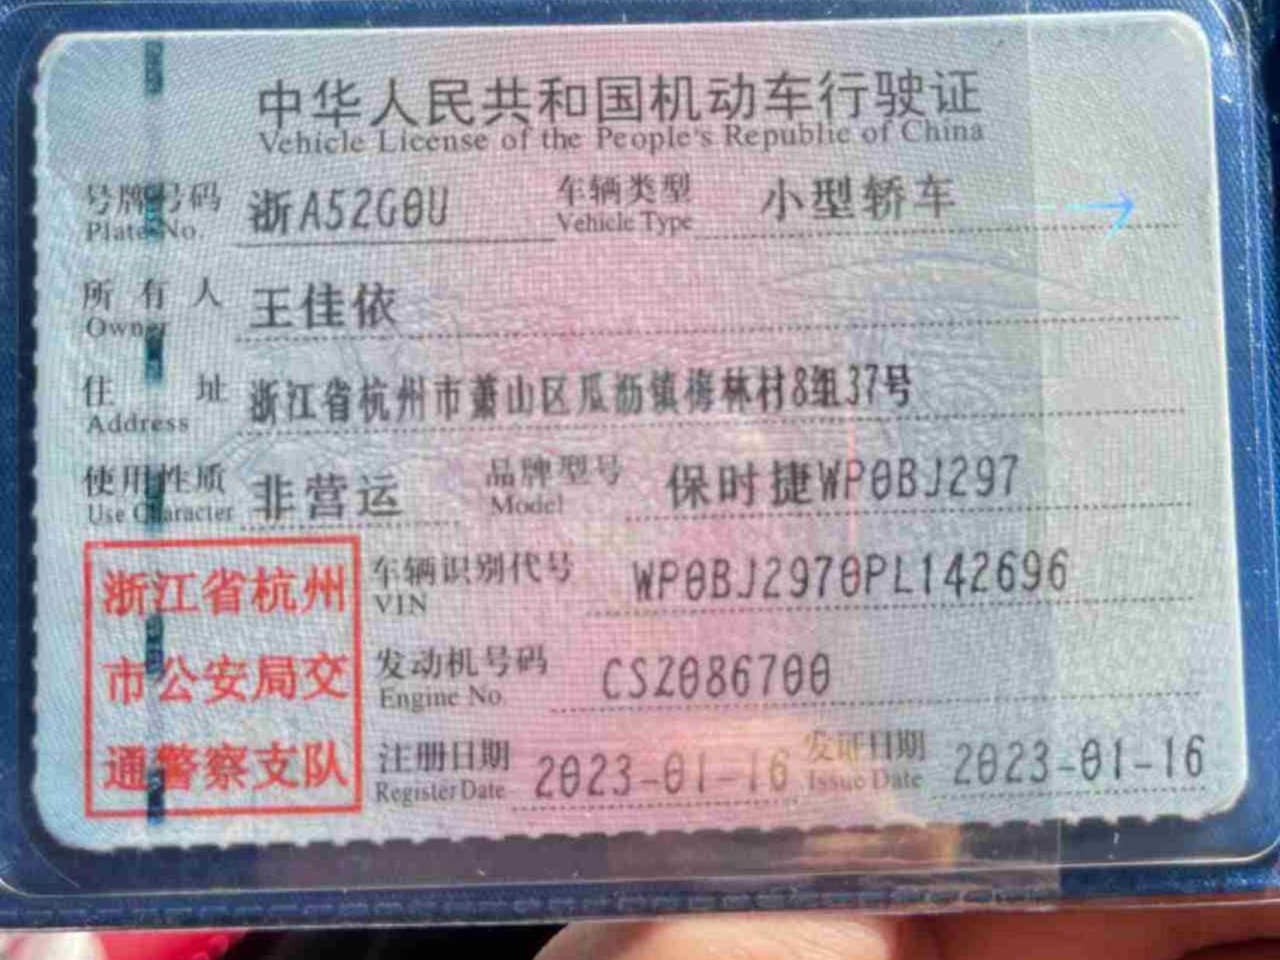 中华人民共和国机动车行驶证
Vehicle License of the People's Republic of China
号牌号码 浙A52G0U 车辆类型 小型轿车
Plate No. Vehicle Type
所有人 王佳依
Owner
住址 浙江省杭州市萧山区瓜沥镇梅林村8组37号
Address
使用性质 非营运 品牌型号 保时捷WP0BJ297
Use Character Model
浙江省杭州
市公安局交
通警察支队
车辆识别代号 WP0BJ2970PL142696
VIN
发动机号码 CSZ086700
Engine No.
注册日期 2023-01-16 发证日期 2023-01-16
Register Date Issue Date